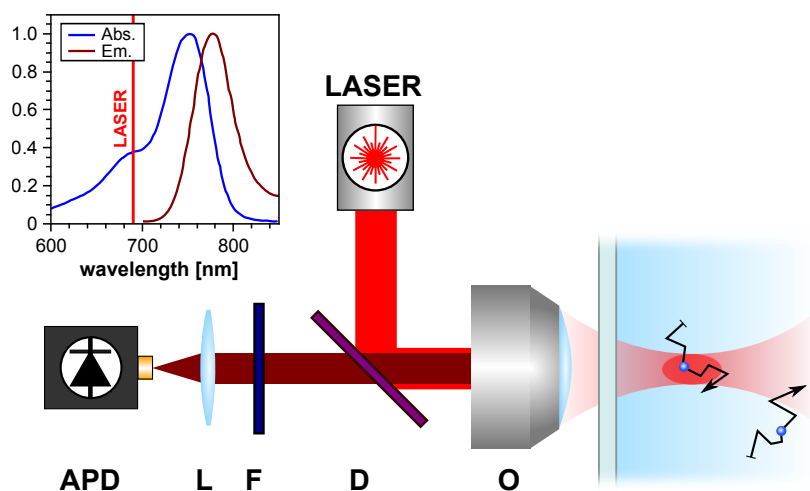 Abs.
Em.
LASER
1.0
0.8
0.6
0.4
0.2
0
600
700
800
wavelength [nm]
LASER
APD
L
F
D
O